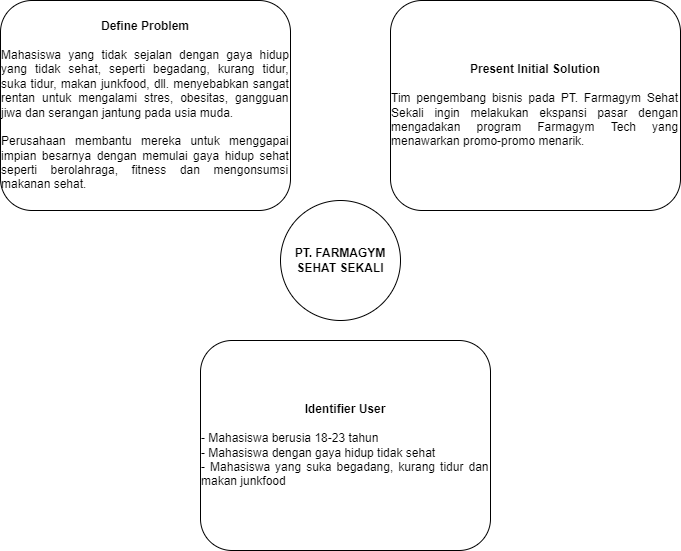 Define Problem
Mahasiswa yang tidak sejalan dengan gaya hidup
yang tidak sehat, seperti begadang, kurang tidur,
suka tidur, makan junkfood, dll. menyebabkan sangat
rentan untuk mengalami stres, obesitas, gangguan
jiwa dan serangan jantung pada usia muda.
Perusahaan membantu mereka untuk menggapai
impian besarnya dengan memulai gaya hidup sehat
seperti berolahraga, fitness dan mengonsumsi
makanan sehat.
Present Initial Solution
Tim pengembang bisnis pada PT. Farmagym Sehat
Sekali ingin melakukan ekspansi pasar dengan
mengadakan program Farmagym Tech yang
menawarkan promo-promo menarik.
PT. FARMAGYM
SEHAT SEKALI
Identifier User
- Mahasiswa berusia 18-23 tahun
- Mahasiswa dengan gaya hidup tidak sehat
- Mahasiswa yang suka begadang, kurang tidur dan
makan junkfood